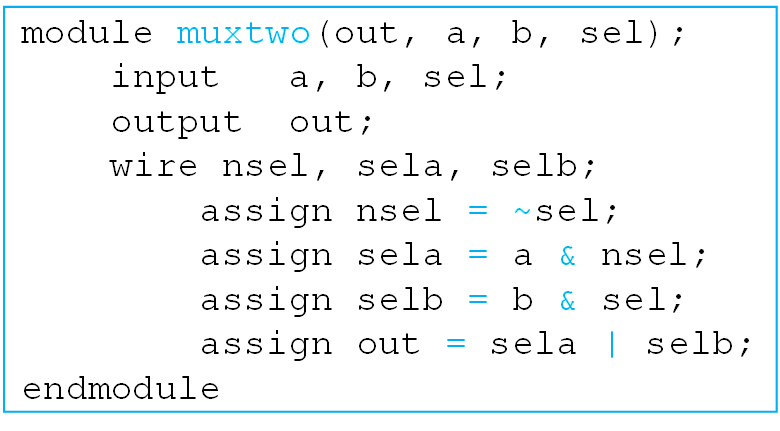 module muxtwo(out, a, b, sel);
    input   a, b, sel;
    output  out;
    wire nsel, sela, selb;
        assign nsel = ~sel;
        assign sela = a & nsel;
        assign selb = b & sel;
        assign out = sela | selb;
endmodule